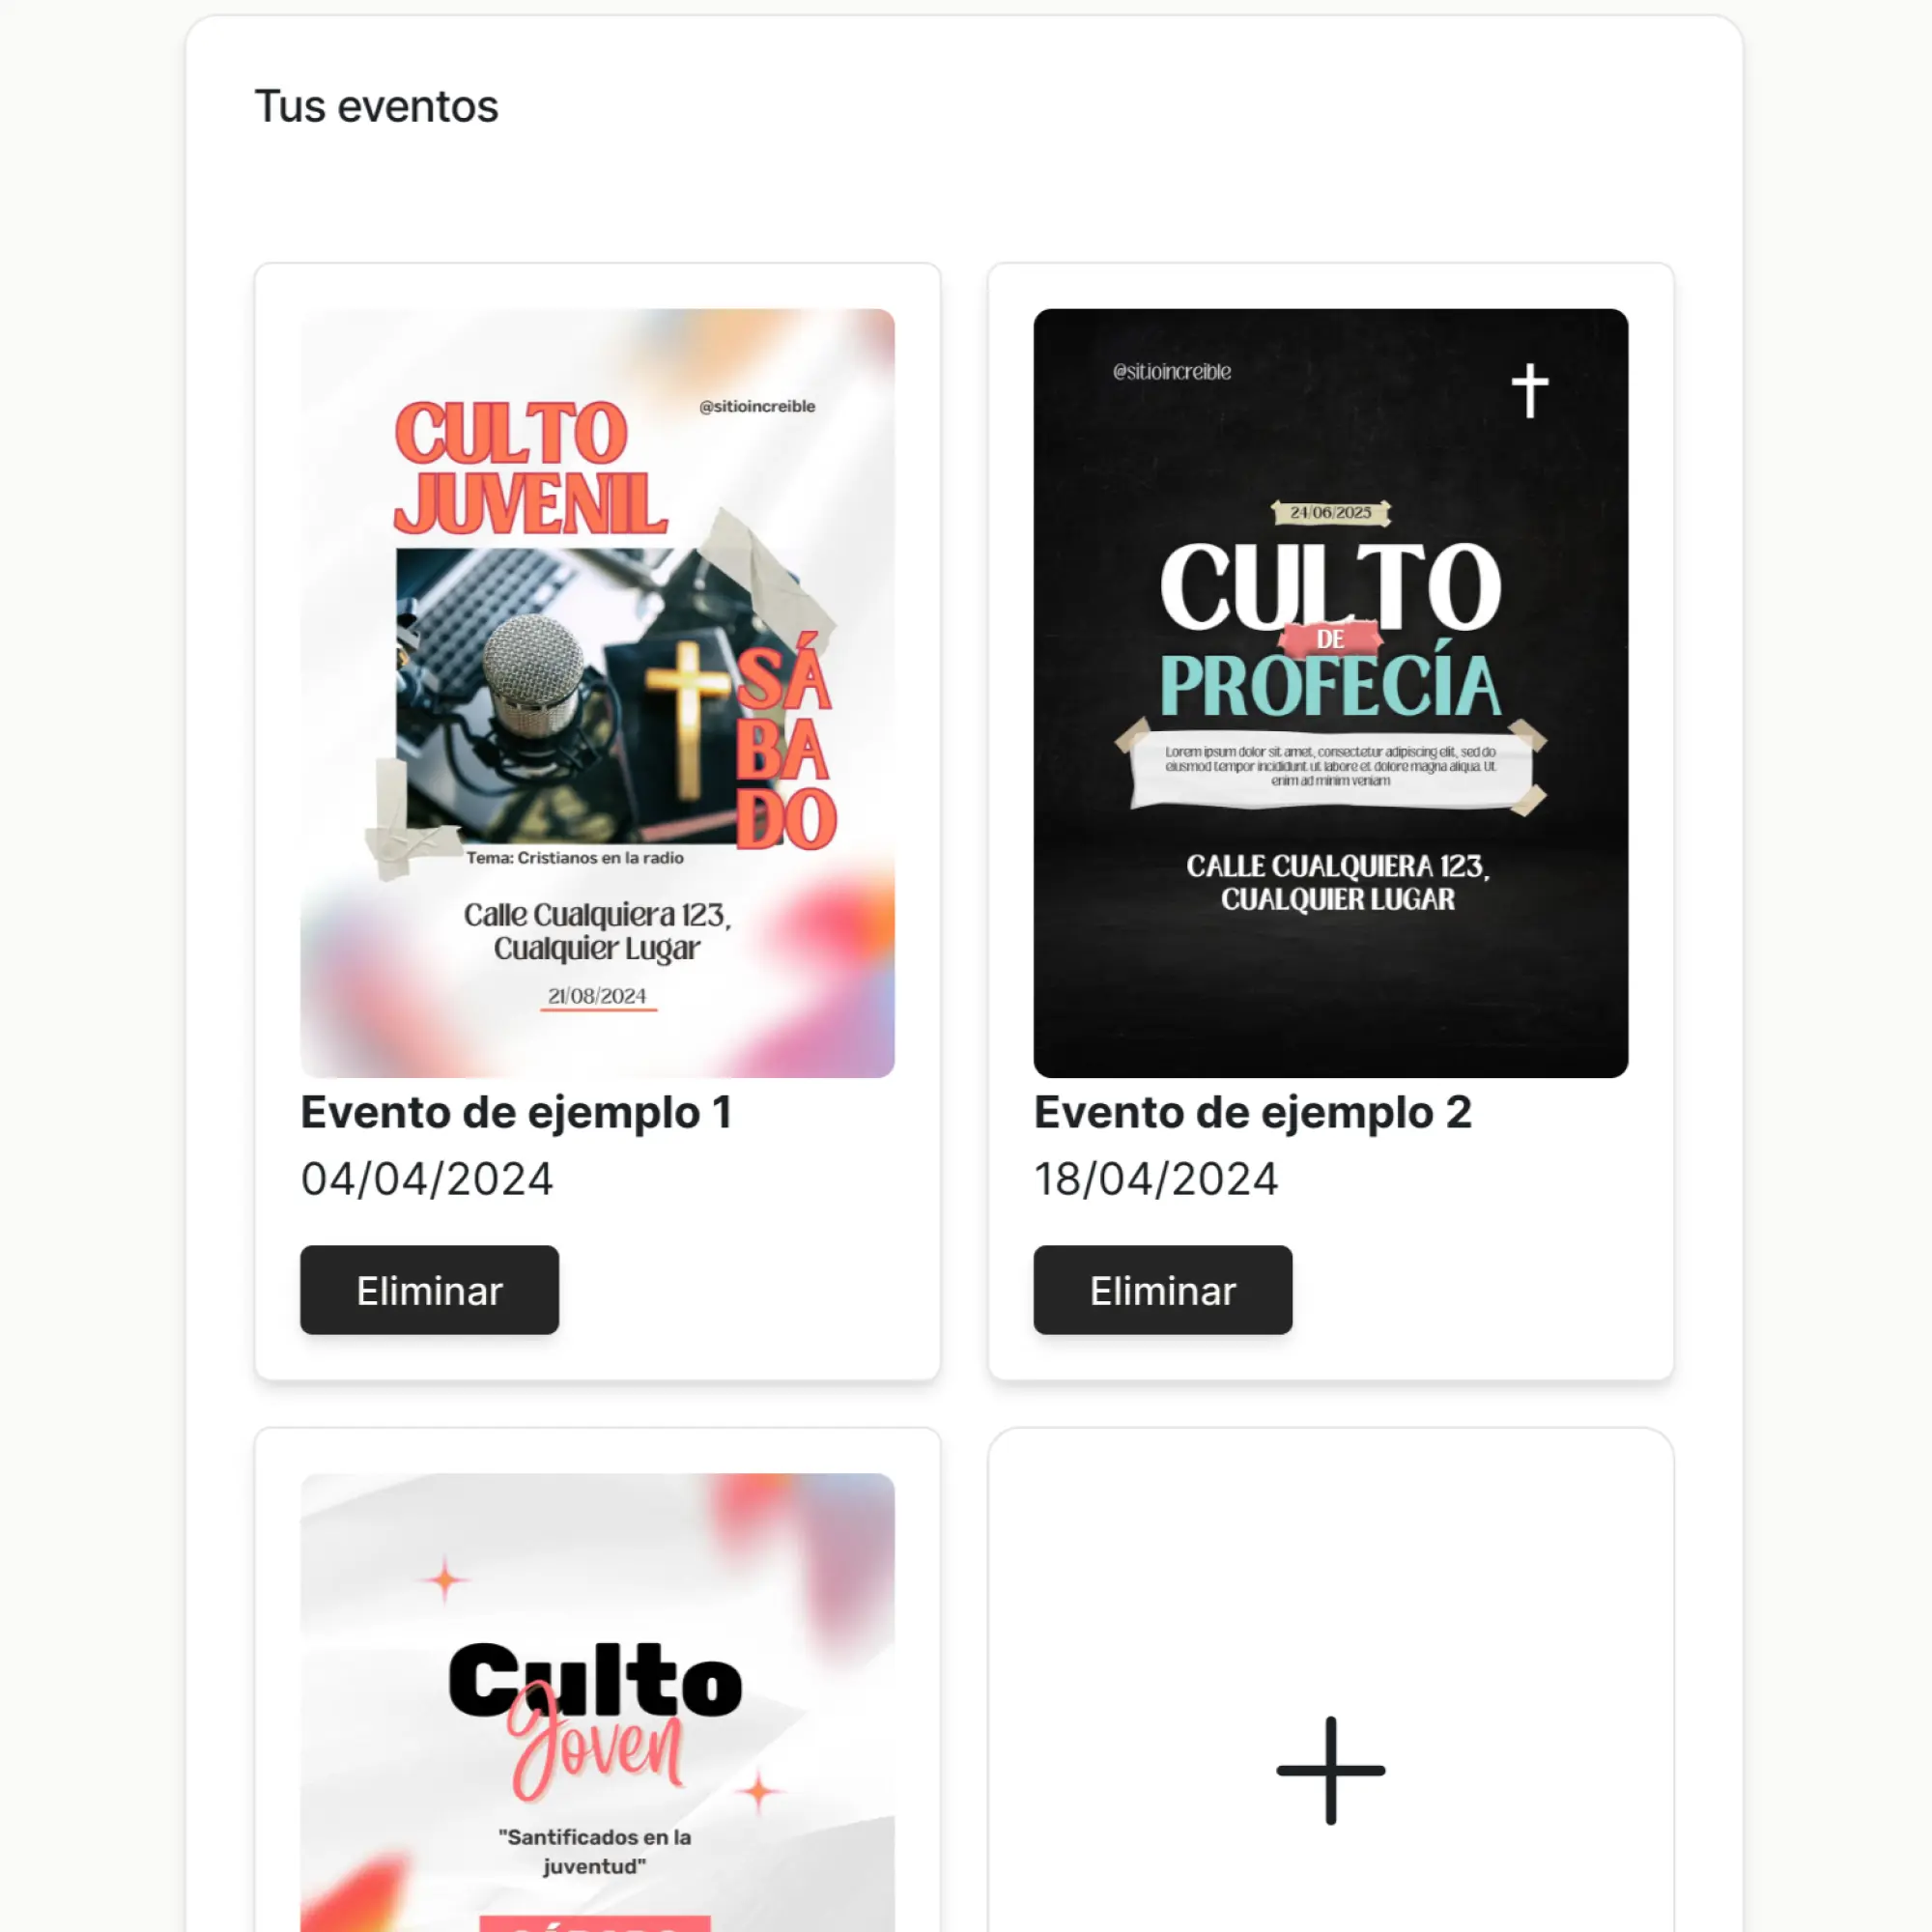 Tus eventos
@sitioincreible
CULTO
JUVENIL
SÁ
BA
DO
Tema: Cristianos en la radio
Calle Cualquiera 123,
Cualquier Lugar
21/08/2024
Evento de ejemplo 1
04/04/2024
Eliminar
@sitioincreible
24/06/2025
CULTO
DE
PROFECÍA
Lorem ipsum dolor sit amet, consectetur adipiscing elit, sed do
eiusmod tempor incididunt ut labore et dolore magna aliqua. Ut
enim ad minim veniam
CALLE CUALQUIERA 123,
CUALQUIER LUGAR
Evento de ejemplo 2
18/04/2024
Eliminar
Culto
Joven
"Santificados en la
juventud"